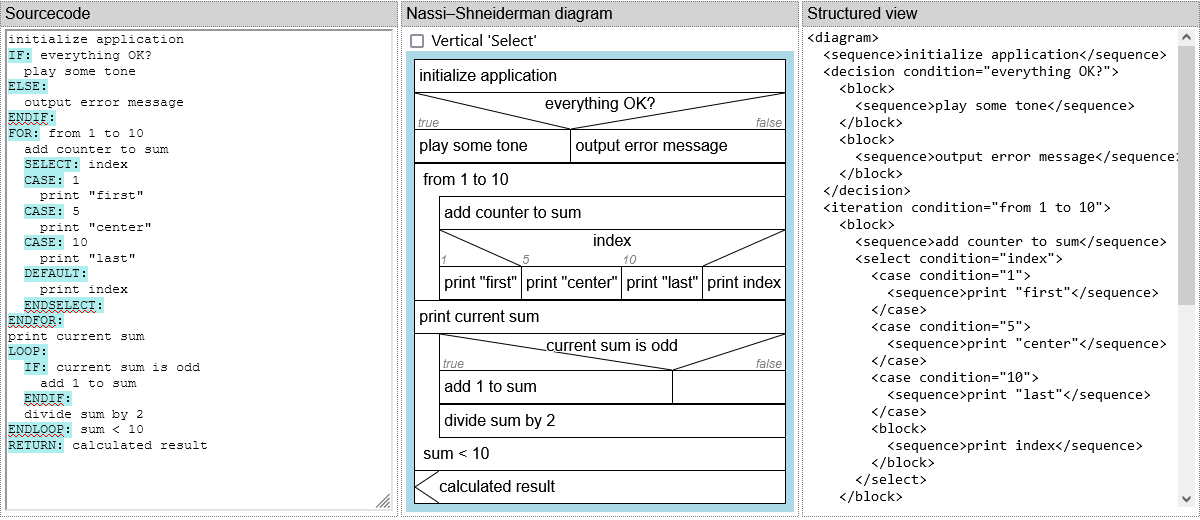 Sourcecode
initialize application
IF: everything OK?
play some tone
ELSE:
output error message
ENDIF:
FOR: from 1 to 10
add counter to sum
SELECT: index
CASE: 1
print "first"
CASE: 5
print "center"
CASE: 10
print "last"
DEFAULT:
print index
ENDSELECT:
ENDFOR:
print current sum
LOOP:
IF: current sum is odd
add 1 to sum
ENDIF:
divide sum by 2
ENDLOOP: sum < 10
RETURN: calculated result
Nassi–Shneiderman diagram
Vertical 'Select'
initialize application
everything OK?
true false
play some tone output error message
from 1 to 10
add counter to sum
index
1 5 10
print "first" print "center" print "last" print index
print current sum
current sum is odd
true false
add 1 to sum
divide sum by 2
sum < 10
calculated result
Structured view
<diagram>
<sequence>initialize application</sequence>
<decision condition="everything OK?">
<block>
<sequence>play some tone</sequence>
</block>
<block>
<sequence>output error message</sequence>
</block>
</decision>
<iteration condition="from 1 to 10">
<block>
<sequence>add counter to sum</sequence>
<select condition="index">
<case condition="1">
<sequence>print "first"</sequence>
</case>
<case condition="5">
<sequence>print "center"</sequence>
</case>
<case condition="10">
<sequence>print "last"</sequence>
</case>
<block>
<sequence>print index</sequence>
</block>
</select>
</block>